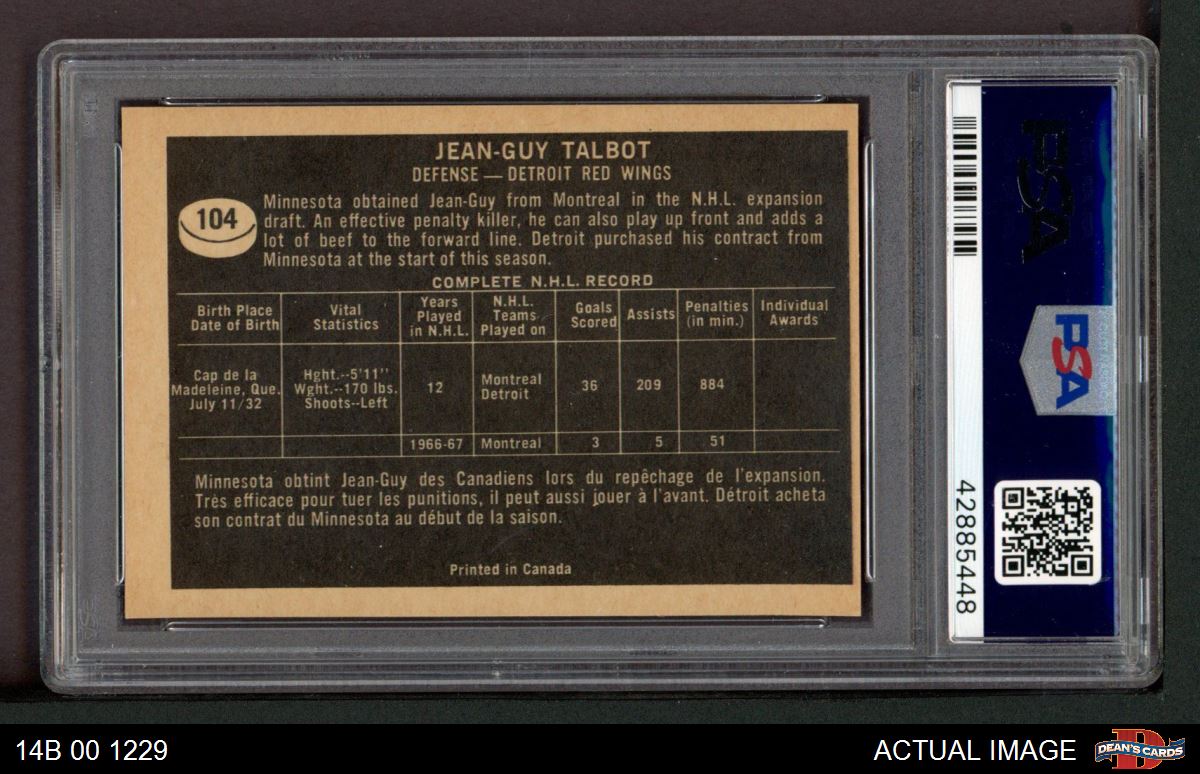 JEAN-GUY TALBOT
DEFENSE — DETROIT RED WINGS
104
Minnesota obtained Jean-Guy from Montreal in the N.H.L. expansion
draft. An effective penalty killer, he can also play up front and adds a
lot of beef to the forward line. Detroit purchased his contract from
Minnesota at the start of this season.
COMPLETE N.H.L. RECORD
Birth Place
Date of Birth
Vital
Statistics
Years
Played
in N.H.L.
N.H.L.
Teams
Played on
Goals
Scored
Assists
Penalties
(in min.)
Individual
Awards
Cap de la
Madeleine, Que.
July 11/32
Hght.--5'11''
Wght.--170 lbs.
Shoots--Left
12
Montreal
Detroit
36
209
884
1966-67
Montreal
3
5
51
Minnesota obtint Jean-Guy des Canadiens lors du repêchage de l'expansion.
Très efficace pour tuer les punitions, il peut aussi jouer à l'avant. Détroit acheta
son contrat du Minnesota au début de la saison.
Printed in Canada
PSA
PSA
42885448
14B 00 1229
ACTUAL IMAGE
DEAN'S CARDS